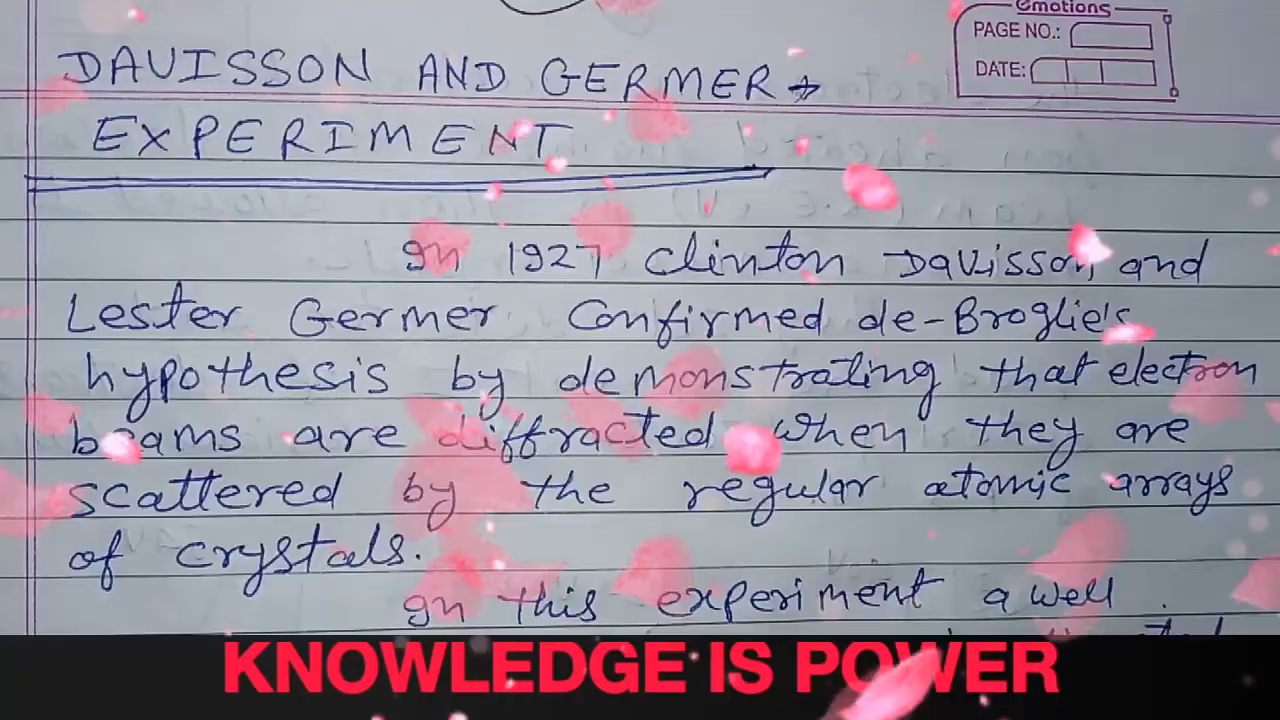 Emotions
PAGE NO.:
DATE:
DAVISSON AND GERMER →
EXPERIMENT
In 1927 Clinton Davisson and
Lester Germer Confirmed de-Broglie's
hypothesis by demonstrating that electron
beams are diffracted when they are
scattered by the regular atomic arrays
of crystals.
In this experiment a well
KNOWLEDGE IS POWER